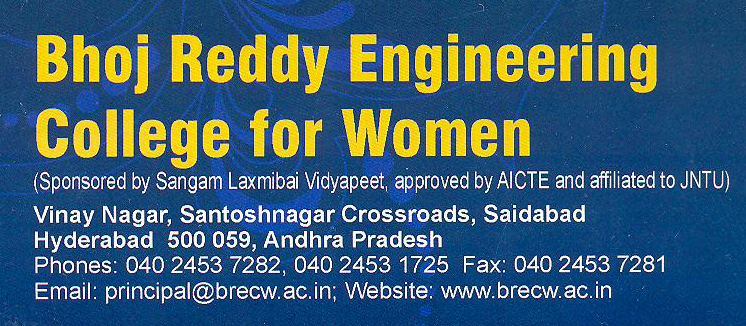 Bhoj Reddy Engineering
College for Women
(Sponsored by Sangam Laxmibai Vidyapeet, approved by AICTE and affiliated to JNTU)
Vinay Nagar, Santoshnagar Crossroads, Saidabad
Hyderabad  500 059, Andhra Pradesh
Phones: 040 2453 7282, 040 2453 1725  Fax: 040 2453 7281
Email: principal@brecw.ac.in; Website: www.brecw.ac.in